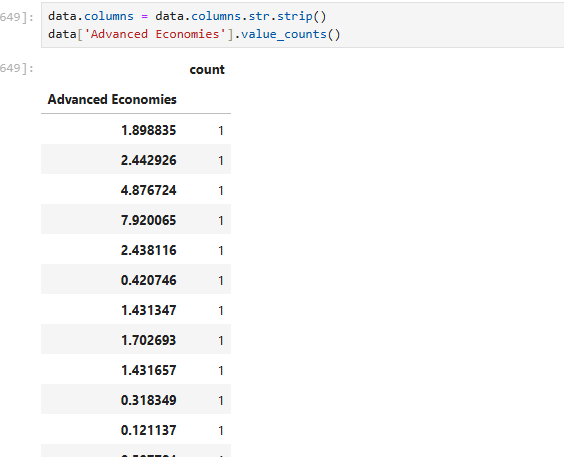 649]: data.columns = data.columns.str.strip()
data['Advanced Economies'].value_counts()
649]: count
Advanced Economies
1.898835 1
2.442926 1
4.876724 1
7.920065 1
2.438116 1
0.420746 1
1.431347 1
1.702693 1
1.431657 1
0.318349 1
0.121137 1